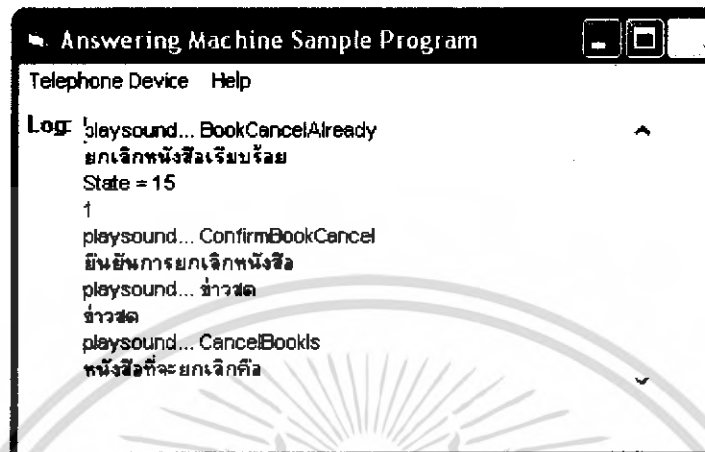 Answering Machine Sample Program
Telephone Device Help
Log: playsound... BookCancelAlready
ยกเลิกหนังสือเรียบร้อย
State = 15
1
playsound... ConfirmBookCancel
ยืนยันการยกเลิกหนังสือ
playsound... ข่าวสด
ข่าวสด
playsound... CancelBookIs
หนังสือที่จะยกเลิกคือ